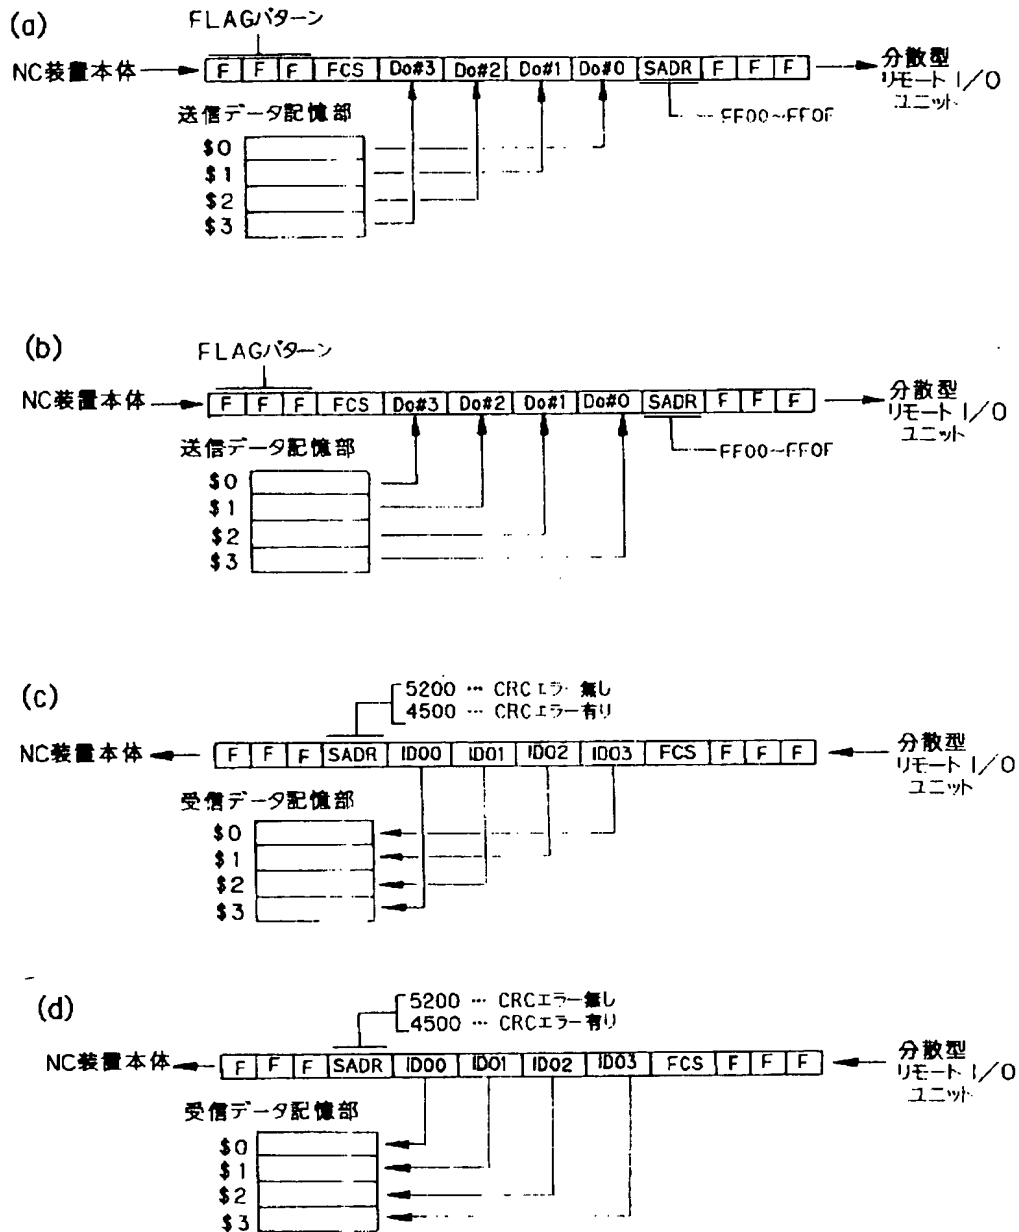 (a)
FLAGパターン
NC装置本体 F F F FCS Do#3 Do#2 Do#1 Do#0 SADR F F F 分散型
リモート I/O
ユニット
送信データ記憶部
FF00~FF0F
$0
$1
$2
$3
(b)
FLAGパターン
NC装置本体 F F F FCS Do#3 Do#2 Do#1 Do#0 SADR F F F 分散型
リモート I/O
ユニット
送信データ記憶部
FF00~FF0F
$0
$1
$2
$3
(c)
5200 … CRCエラー無し
4500 … CRCエラー有り
NC装置本体 F F F SADR ID00 ID01 ID02 ID03 FCS F F F 分散型
リモート I/O
ユニット
受信データ記憶部
$0
$1
$2
$3
(d)
5200 … CRCエラー無し
4500 … CRCエラー有り
NC装置本体 F F F SADR ID00 ID01 ID02 ID03 FCS F F F 分散型
リモート I/O
ユニット
受信データ記憶部
$0
$1
$2
$3